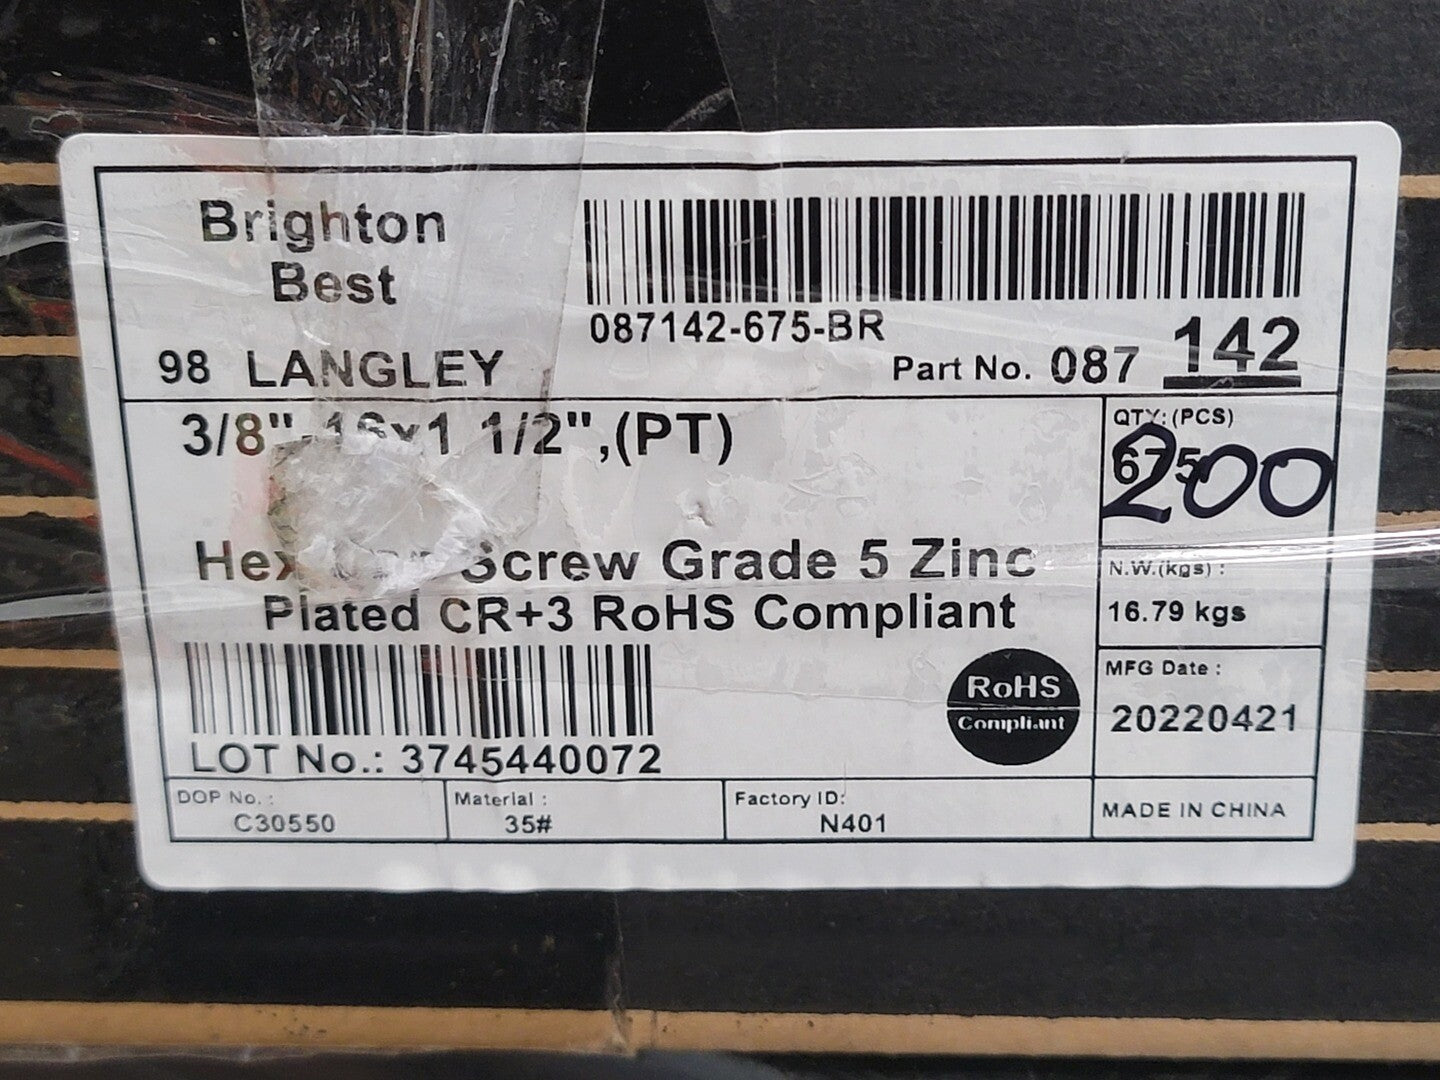 Brighton
Best
98 LANGLEY
087142-675-BR
Part No. 087 142
3/8"-16x1 1/2",(PT)
Screw Grade 5 Zinc
Plated CR+3 RoHS Compliant
QTY:(PCS)
675
200
N.W.(kgs) :
16.79 kgs
MFG Date :
20220421
RoHS
Compliant
LOT No.: 3745440072
DOP No. :
C30550
Material :
35#
Factory ID:
N401
MADE IN CHINA